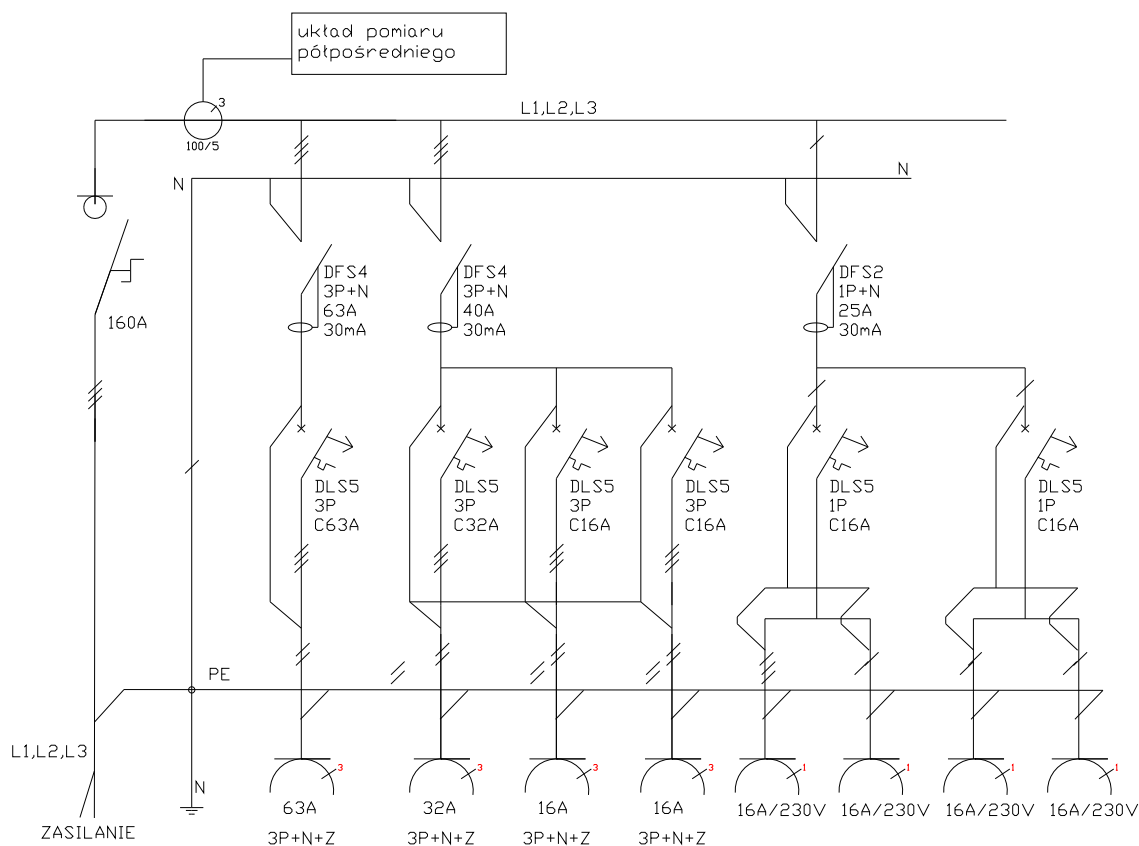 układ pomiaru
półpośredniego
3
100/5
L1,L2,L3
N
N
160A
DFS4
3P+N
63A
30mA
DFS4
3P+N
40A
30mA
DFS2
1P+N
25A
30mA
DLS5
3P
C63A
DLS5
3P
C32A
DLS5
3P
C16A
DLS5
3P
C16A
DLS5
1P
C16A
DLS5
1P
C16A
PE
L1,L2,L3
N
ZASILANIE
3
63A
3P+N+Z
3
32A
3P+N+Z
3
16A
3P+N+Z
3
16A
3P+N+Z
1
16A/230V
1
16A/230V
1
16A/230V
1
16A/230V